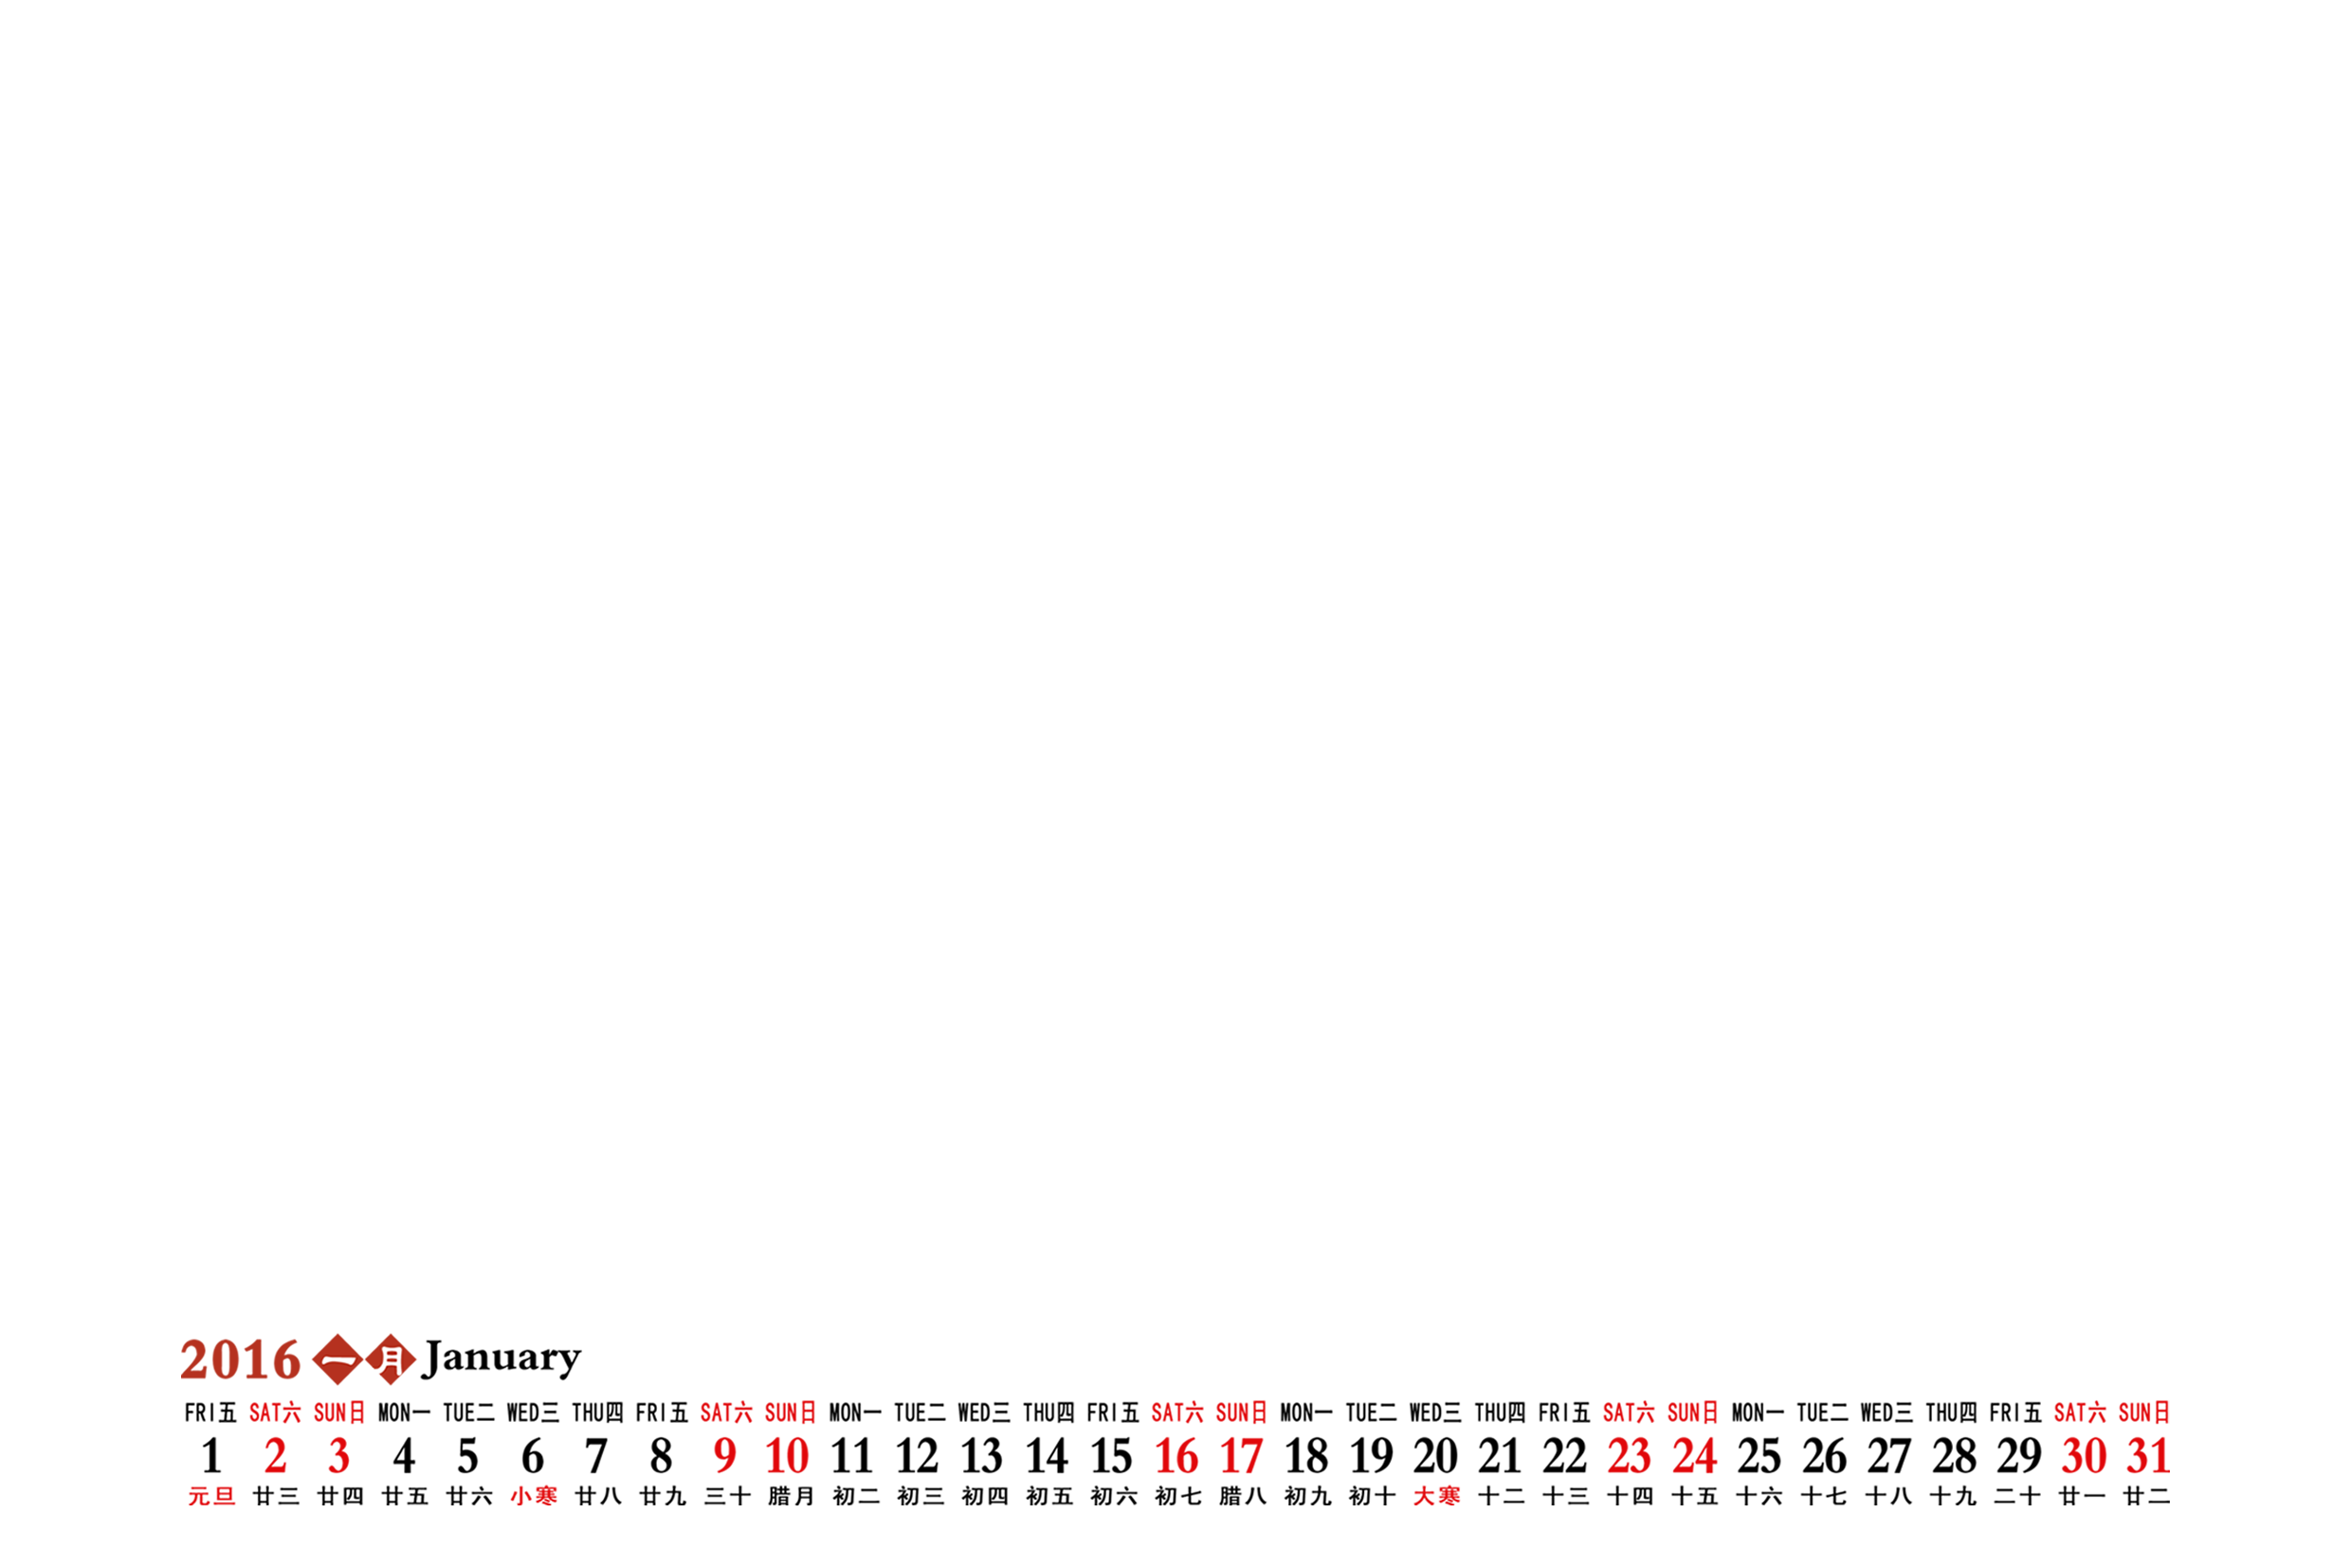 2016 一月 January
FRI五 SAT六 SUN日 MON一 TUE二 WED三 THU四 FRI五 SAT六 SUN日 MON一 TUE二 WED三 THU四 FRI五 SAT六 SUN日 MON一 TUE二 WED三 THU四 FRI五 SAT六 SUN日 MON一 TUE二 WED三 THU四 FRI五 SAT六 SUN日
1 2 3 4 5 6 7 8 9 10 11 12 13 14 15 16 17 18 19 20 21 22 23 24 25 26 27 28 29 30 31
元旦 廿三 廿四 廿五 廿六 小寒 廿八 廿九 三十 腊月 初二 初三 初四 初五 初六 初七 腊八 初九 初十 大寒 十二 十三 十四 十五 十六 十七 十八 十九 二十 廿一 廿二